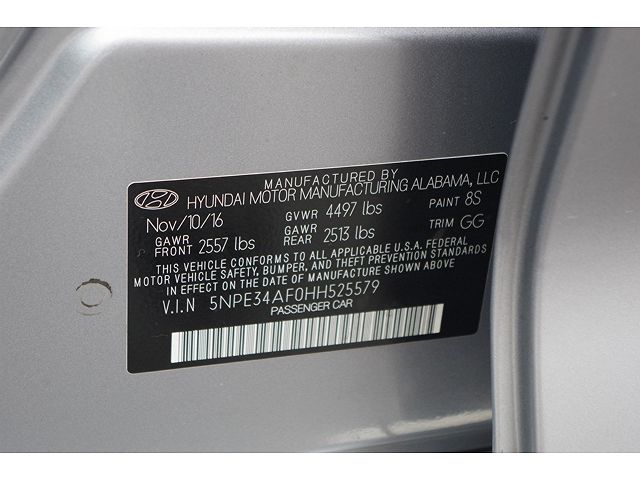 MANUFACTURED BY
HYUNDAI MOTOR MANUFACTURING ALABAMA, LLC
Nov/10/16 GVWR 4497 lbs PAINT 8S
GAWR FRONT 2557 lbs GAWR REAR 2513 lbs TRIM GG
THIS VEHICLE CONFORMS TO ALL APPLICABLE U.S.A. FEDERAL
MOTOR VEHICLE SAFETY, BUMPER, AND THEFT PREVENTION STANDARDS
IN EFFECT ON THE DATE OF MANUFACTURE SHOWN ABOVE.
V.I.N 5NPE34AF0HH525579
PASSENGER CAR